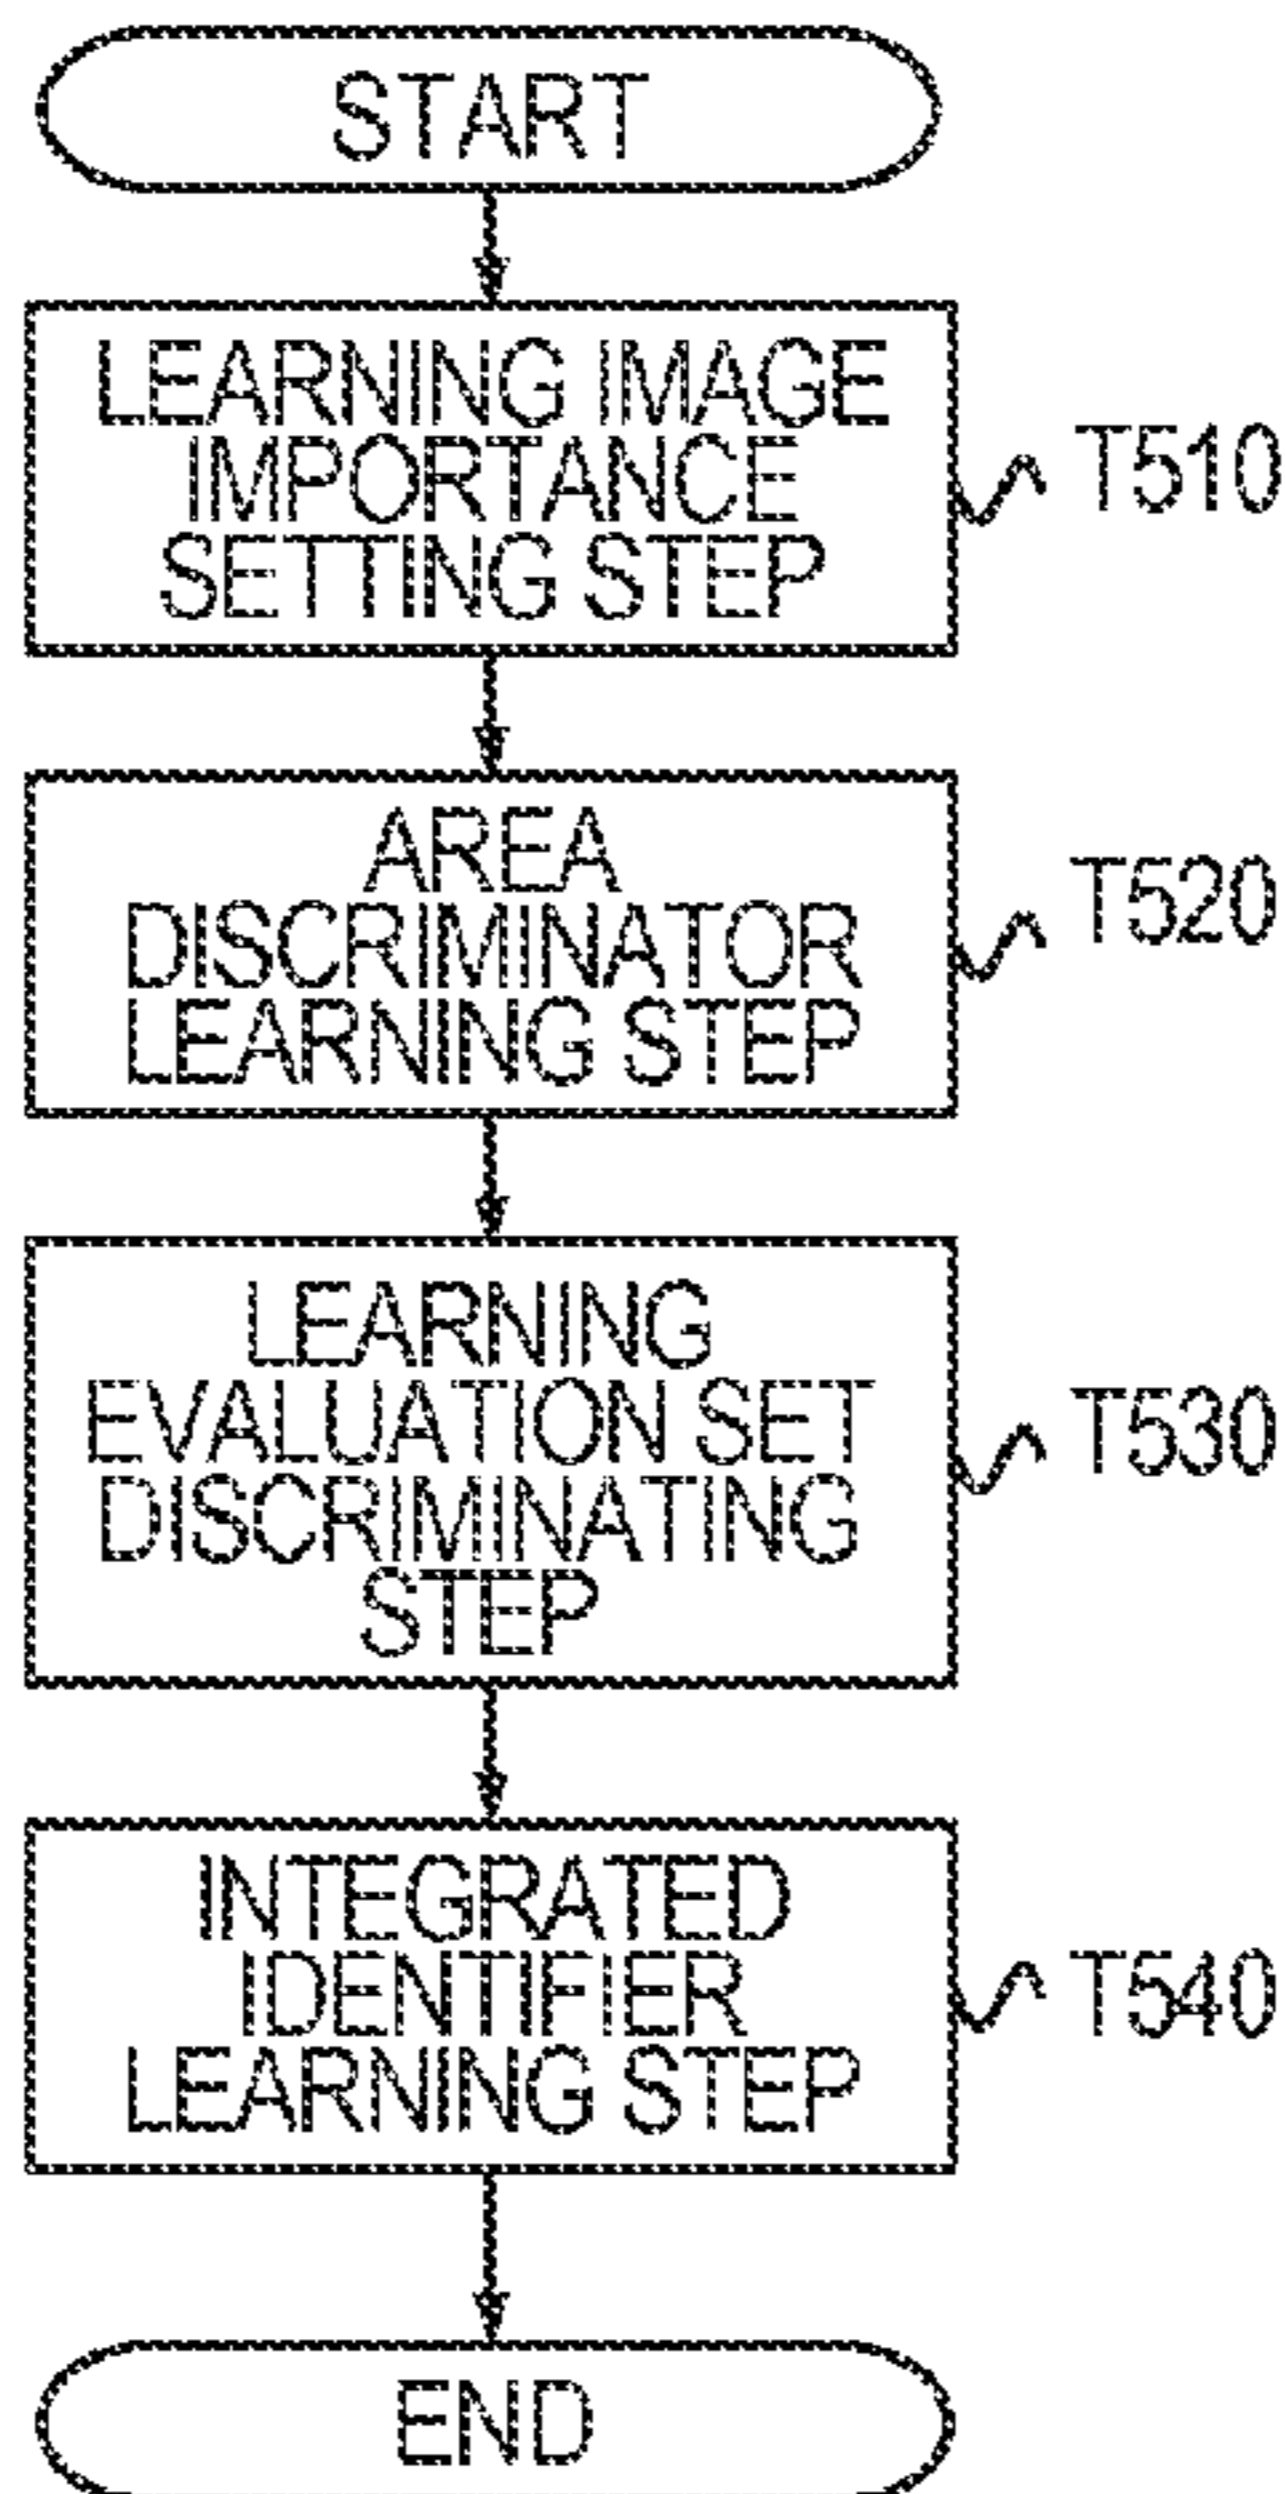 START
LEARNING IMAGE
IMPORTANCE
SETTING STEP
T510
AREA
DISCRIMINATOR
LEARNING STEP
T520
LEARNING
EVALUATION SET
DISCRIMINATING
STEP
T530
INTEGRATED
IDENTIFIER
LEARNING STEP
T540
END